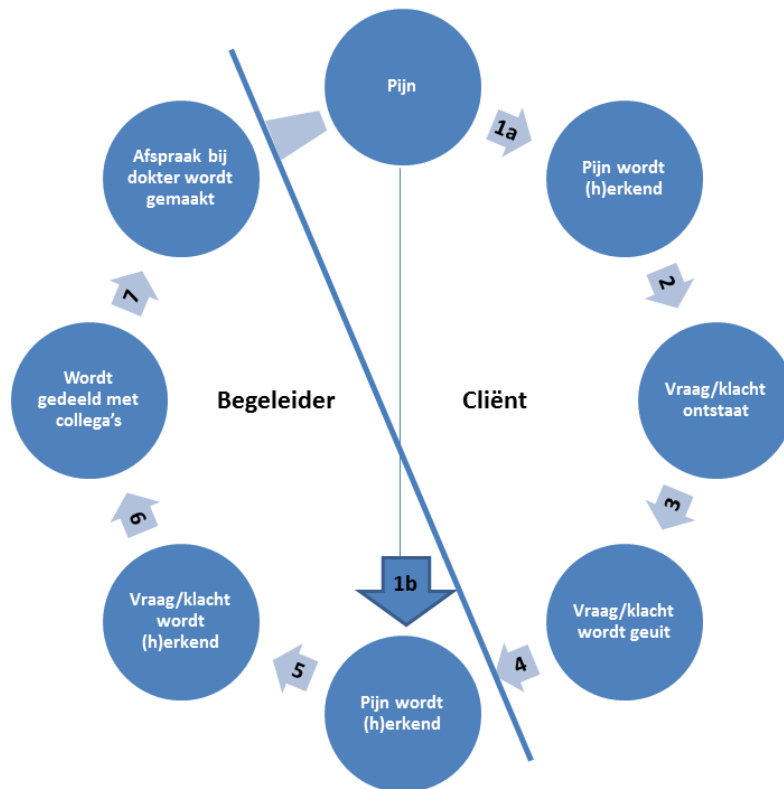 Pijn
1a
Pijn wordt
(h)erkend
2
Vraag/klacht
ontstaat
3
Vraag/klacht
wordt geuit
4
Pijn wordt
(h)erkend
1b
5
Vraag/klacht
wordt
(h)erkend
6
Wordt
gedeeld met
collega's
7
Afspraak bij
dokter wordt
gemaakt
Begeleider
Cliënt